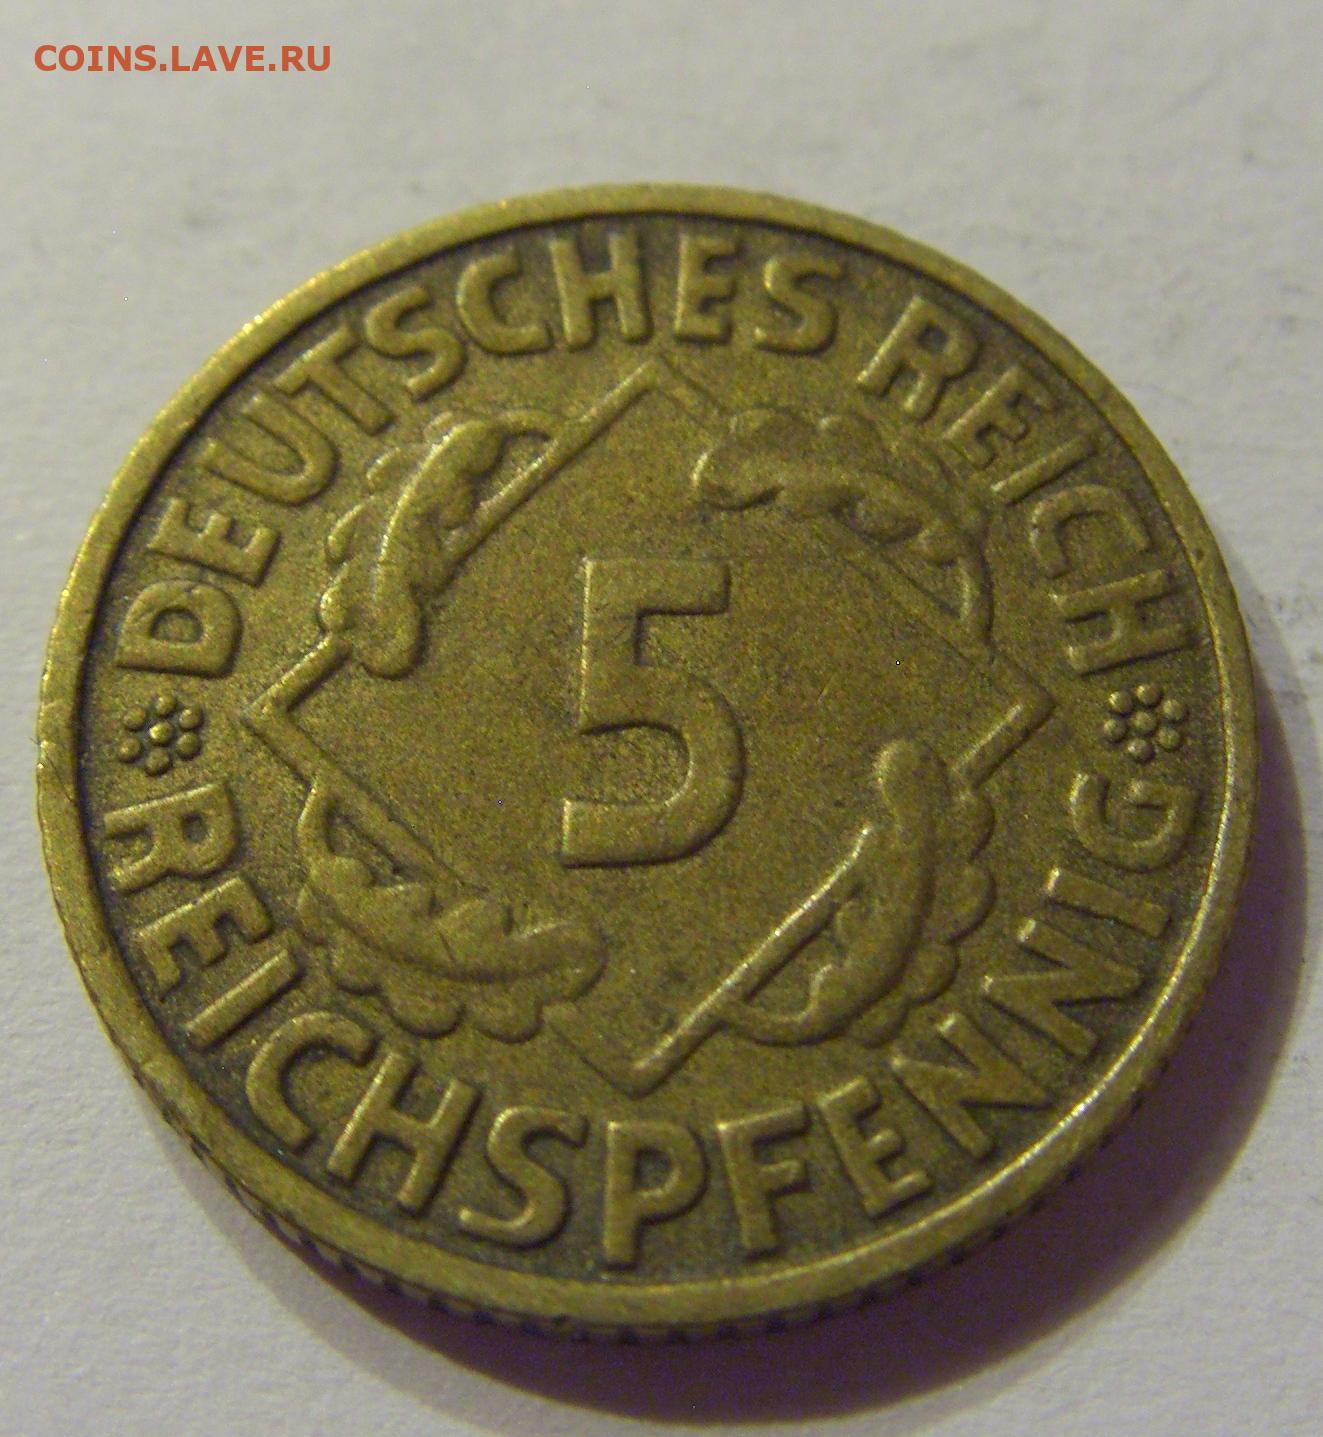 COINS.LAVE.RU
DEUTSCHES REICH
5
REICHSPFENNIG